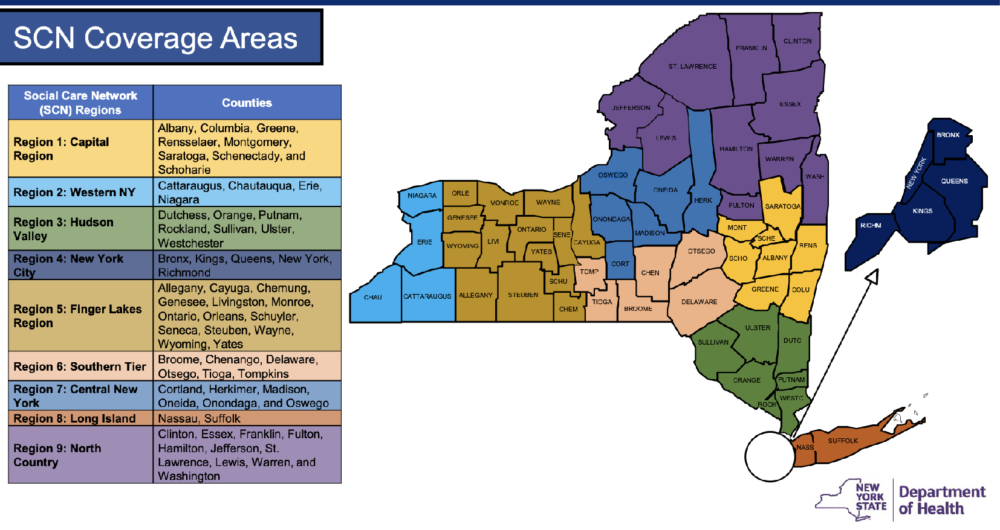 SCN Coverage Areas
Social Care Network
(SCN) Regions
Counties
Region 1: Capital
Region
Albany, Columbia, Greene,
Rensselaer, Montgomery,
Saratoga, Schenectady, and
Schoharie
Region 2: Western NY
Cattaraugus, Chautauqua, Erie,
Niagara
Region 3: Hudson
Valley
Dutchess, Orange, Putnam,
Rockland, Sullivan, Ulster,
Westchester
Region 4: New York
City
Bronx, Kings, Queens, New York,
Richmond
Region 5: Finger Lakes
Region
Allegany, Cayuga, Chemung,
Genesee, Livingston, Monroe,
Ontario, Orleans, Schuyler,
Seneca, Steuben, Wayne,
Wyoming, Yates
Region 6: Southern Tier
Broome, Chenango, Delaware,
Otsego, Tioga, Tompkins
Region 7: Central New
York
Cortland, Herkimer, Madison,
Oneida, Onondaga, and Oswego
Region 8: Long Island
Nassau, Suffolk
Region 9: North
Country
Clinton, Essex, Franklin, Fulton,
Hamilton, Jefferson, St.
Lawrence, Lewis, Warren, and
Washington
CLINTON
FRANKLIN
ST. LAWRENCE
ESSEX
JEFFERSON
LEWIS
HAMILTON
WARREN
WASH
OSWEGO
ONEIDA
HERK
FULTON
SARATOGA
NIAGARA
ORLE
MONROE
WAYNE
GENESEE
ONONDAGA
MADISON
MONT
SCHE
ERIE
WYOMING
LIVI
ONTARIO
SENE
CAYUGA
YATES
OTSEGO
RENS
SCHO
ALBANY
CORT
TOMP
CHEN
SCHU
CHAU
CATTARAUGUS
ALLEGANY
STEUBEN
CHEM
TIOGA
BROOME
DELAWARE
GREENE
COLU
ULSTER
SULLIVAN
DUTC
ORANGE
PUTNAM
ROCK
WESTC
NASS
SUFFOLK
BRONX
NEW YORK
QUEENS
KINGS
RICHM
NEW
YORK
STATE
Department
of Health